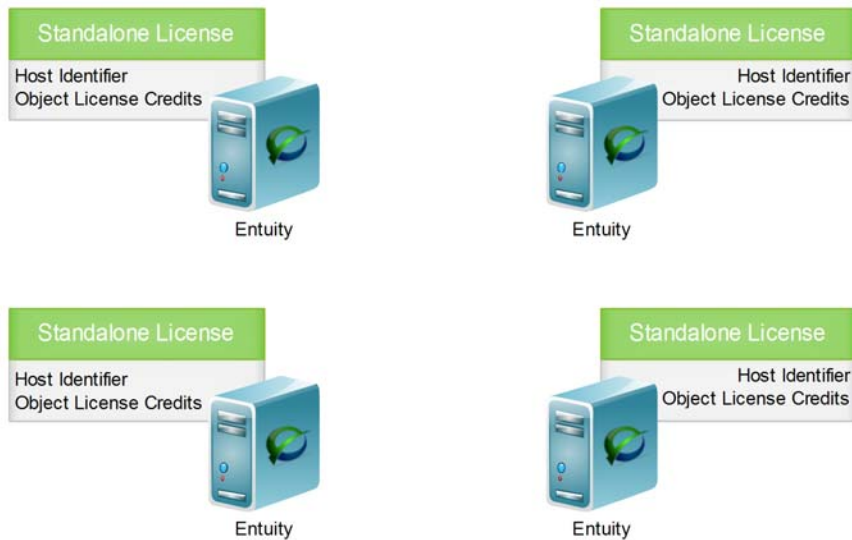 Standalone License
Host Identifier
Object License Credits
Entuity
Standalone License
Host Identifier
Object License Credits
Entuity
Standalone License
Host Identifier
Object License Credits
Entuity
Standalone License
Host Identifier
Object License Credits
Entuity